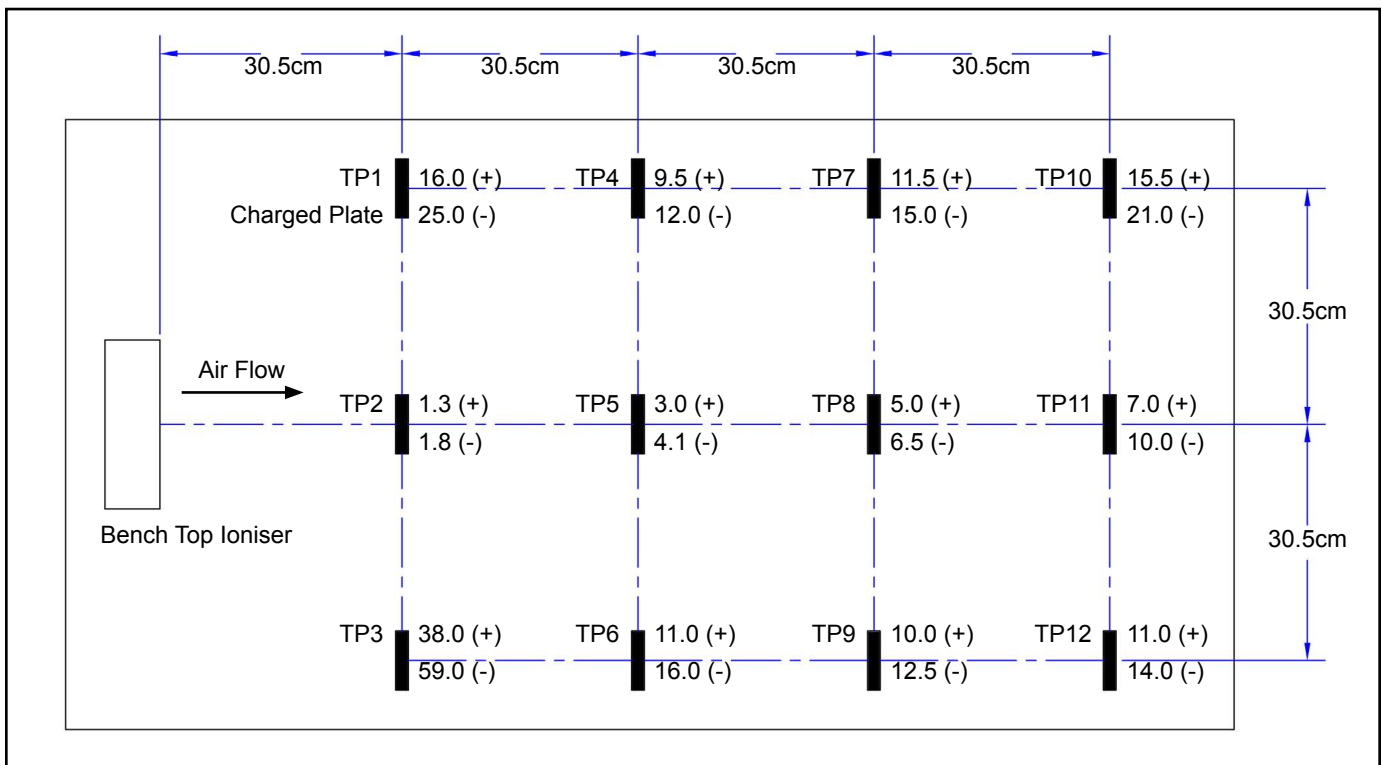 30.5cm 30.5cm 30.5cm 30.5cm
TP1 16.0 (+) TP4 9.5 (+) TP7 11.5 (+) TP10 15.5 (+)
Charged Plate 25.0 (-) 12.0 (-) 15.0 (-) 21.0 (-)
30.5cm
Air Flow
TP2 1.3 (+) TP5 3.0 (+) TP8 5.0 (+) TP11 7.0 (+)
1.8 (-) 4.1 (-) 6.5 (-) 10.0 (-)
Bench Top Ioniser
30.5cm
TP3 38.0 (+) TP6 11.0 (+) TP9 10.0 (+) TP12 11.0 (+)
59.0 (-) 16.0 (-) 12.5 (-) 14.0 (-)